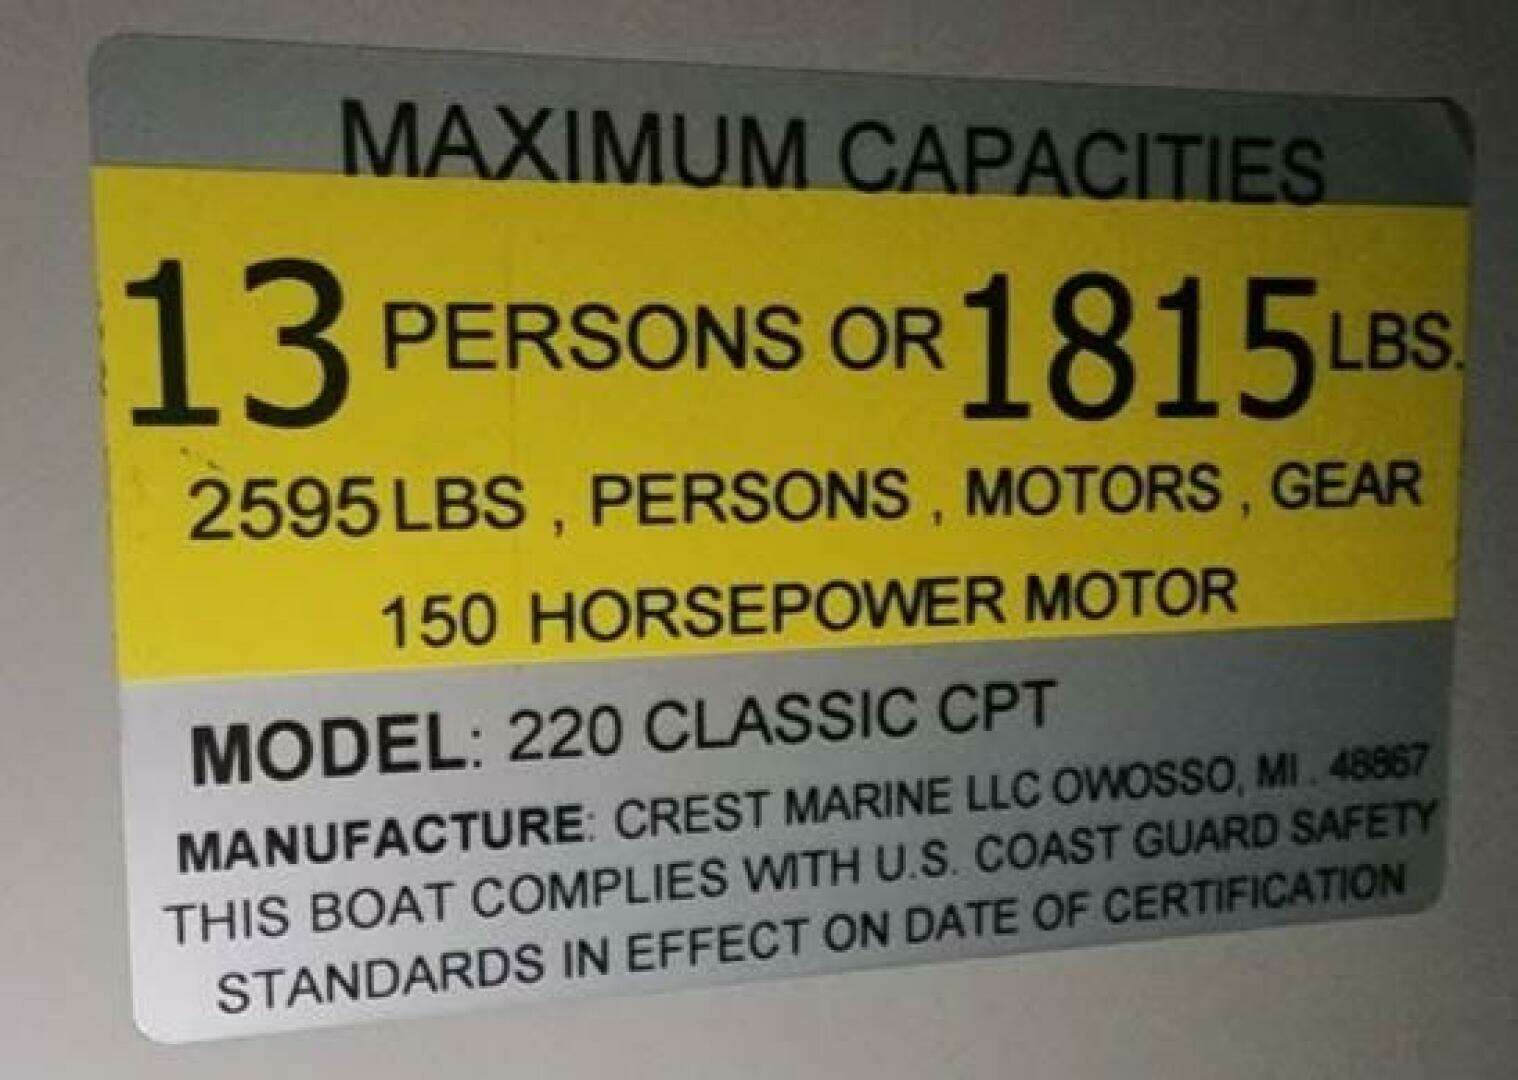 MAXIMUM CAPACITIES
13 PERSONS OR 1815 LBS.
2595 LBS , PERSONS , MOTORS , GEAR
150 HORSEPOWER MOTOR
MODEL: 220 CLASSIC CPT
MANUFACTURE: CREST MARINE LLC OWOSSO, MI . 48867
THIS BOAT COMPLIES WITH U.S. COAST GUARD SAFETY
STANDARDS IN EFFECT ON DATE OF CERTIFICATION